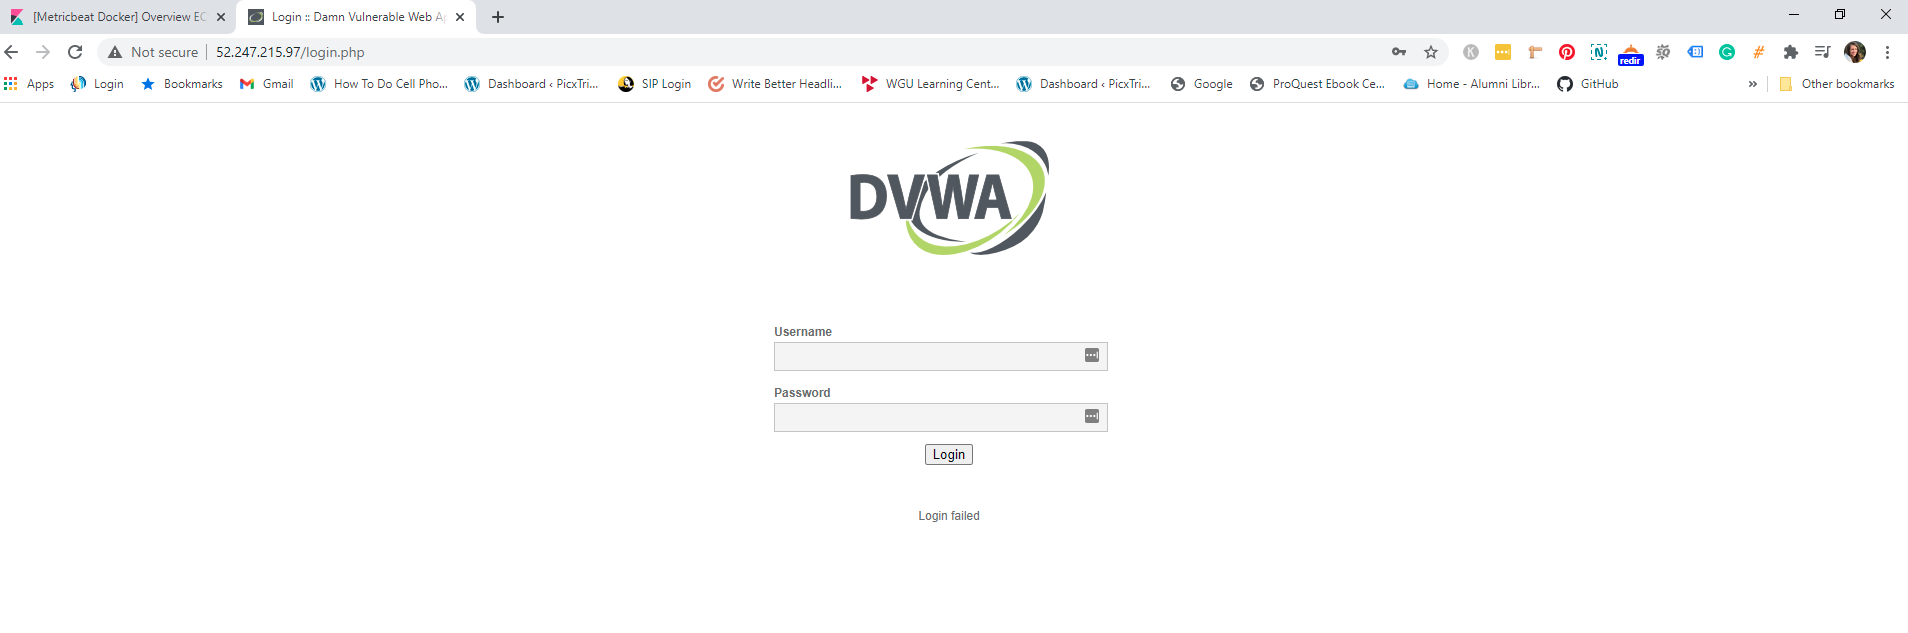 [Metricbeat Docker] Overview EC
Login :: Damn Vulnerable Web Ap
Not secure
52.247.215.97/login.php
redir
Apps
Login
Bookmarks
Gmail
How To Do Cell Pho...
Dashboard ‹ PicxTri...
SIP Login
Write Better Headli...
WGU Learning Cent...
Dashboard ‹ PicxTri...
Google
ProQuest Ebook Ce...
Home - Alumni Libr...
GitHub
»
Other bookmarks
DVWA
Username
Password
Login
Login failed